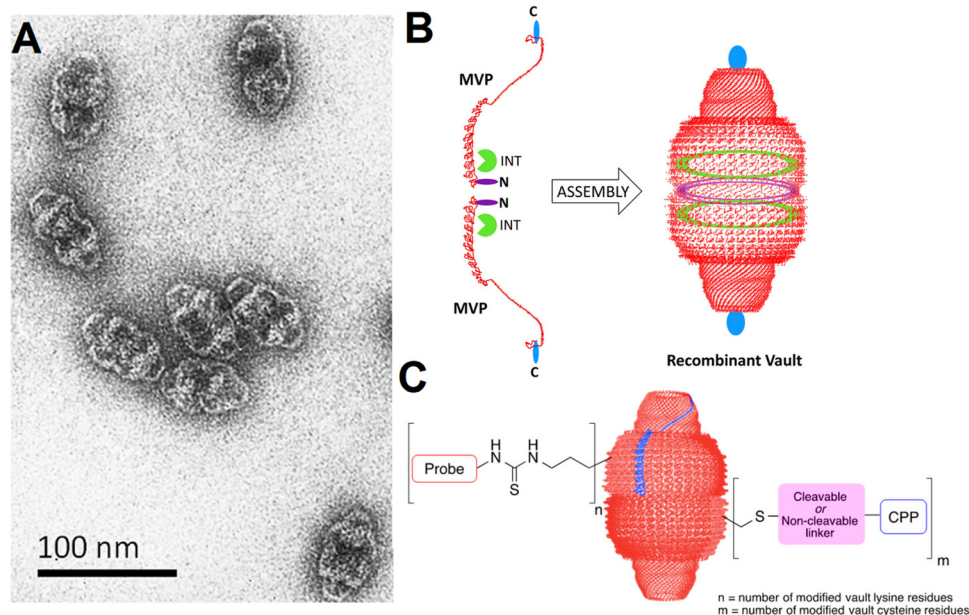 A
100 nm
B
C
MVP
INT
N
N
INT
MVP
C
ASSEMBLY
Recombinant Vault
C
Probe
H
N
H
N
S
n
S
Cleavable
or
Non-cleavable
linker
CPP
m
n = number of modified vault lysine residues
m = number of modified vault cysteine residues